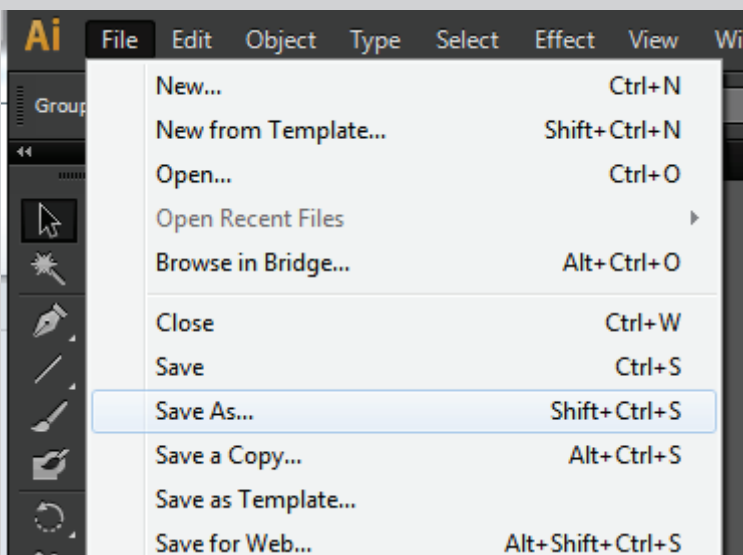 Ai File Edit Object Type Select Effect View Wi
Group
New... Ctrl+N
New from Template... Shift+Ctrl+N
Open... Ctrl+O
Open Recent Files
Browse in Bridge... Alt+Ctrl+O
Close Ctrl+W
Save Ctrl+S
Save As... Shift+Ctrl+S
Save a Copy... Alt+Ctrl+S
Save as Template...
Save for Web... Alt+Shift+Ctrl+S